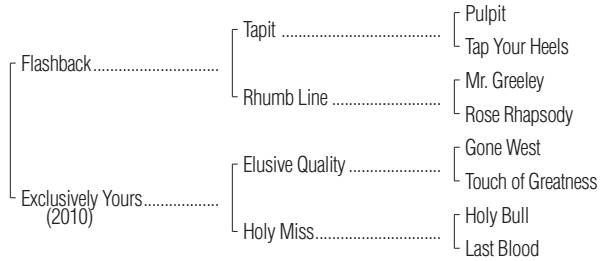 Pulpit
Tapit
Tap Your Heels
Flashback
Mr. Greeley
Rhumb Line
Rose Rhapsody
Gone West
Elusive Quality
Touch of Greatness
Exclusively Yours
(2010)
Holy Bull
Holy Miss
Last Blood